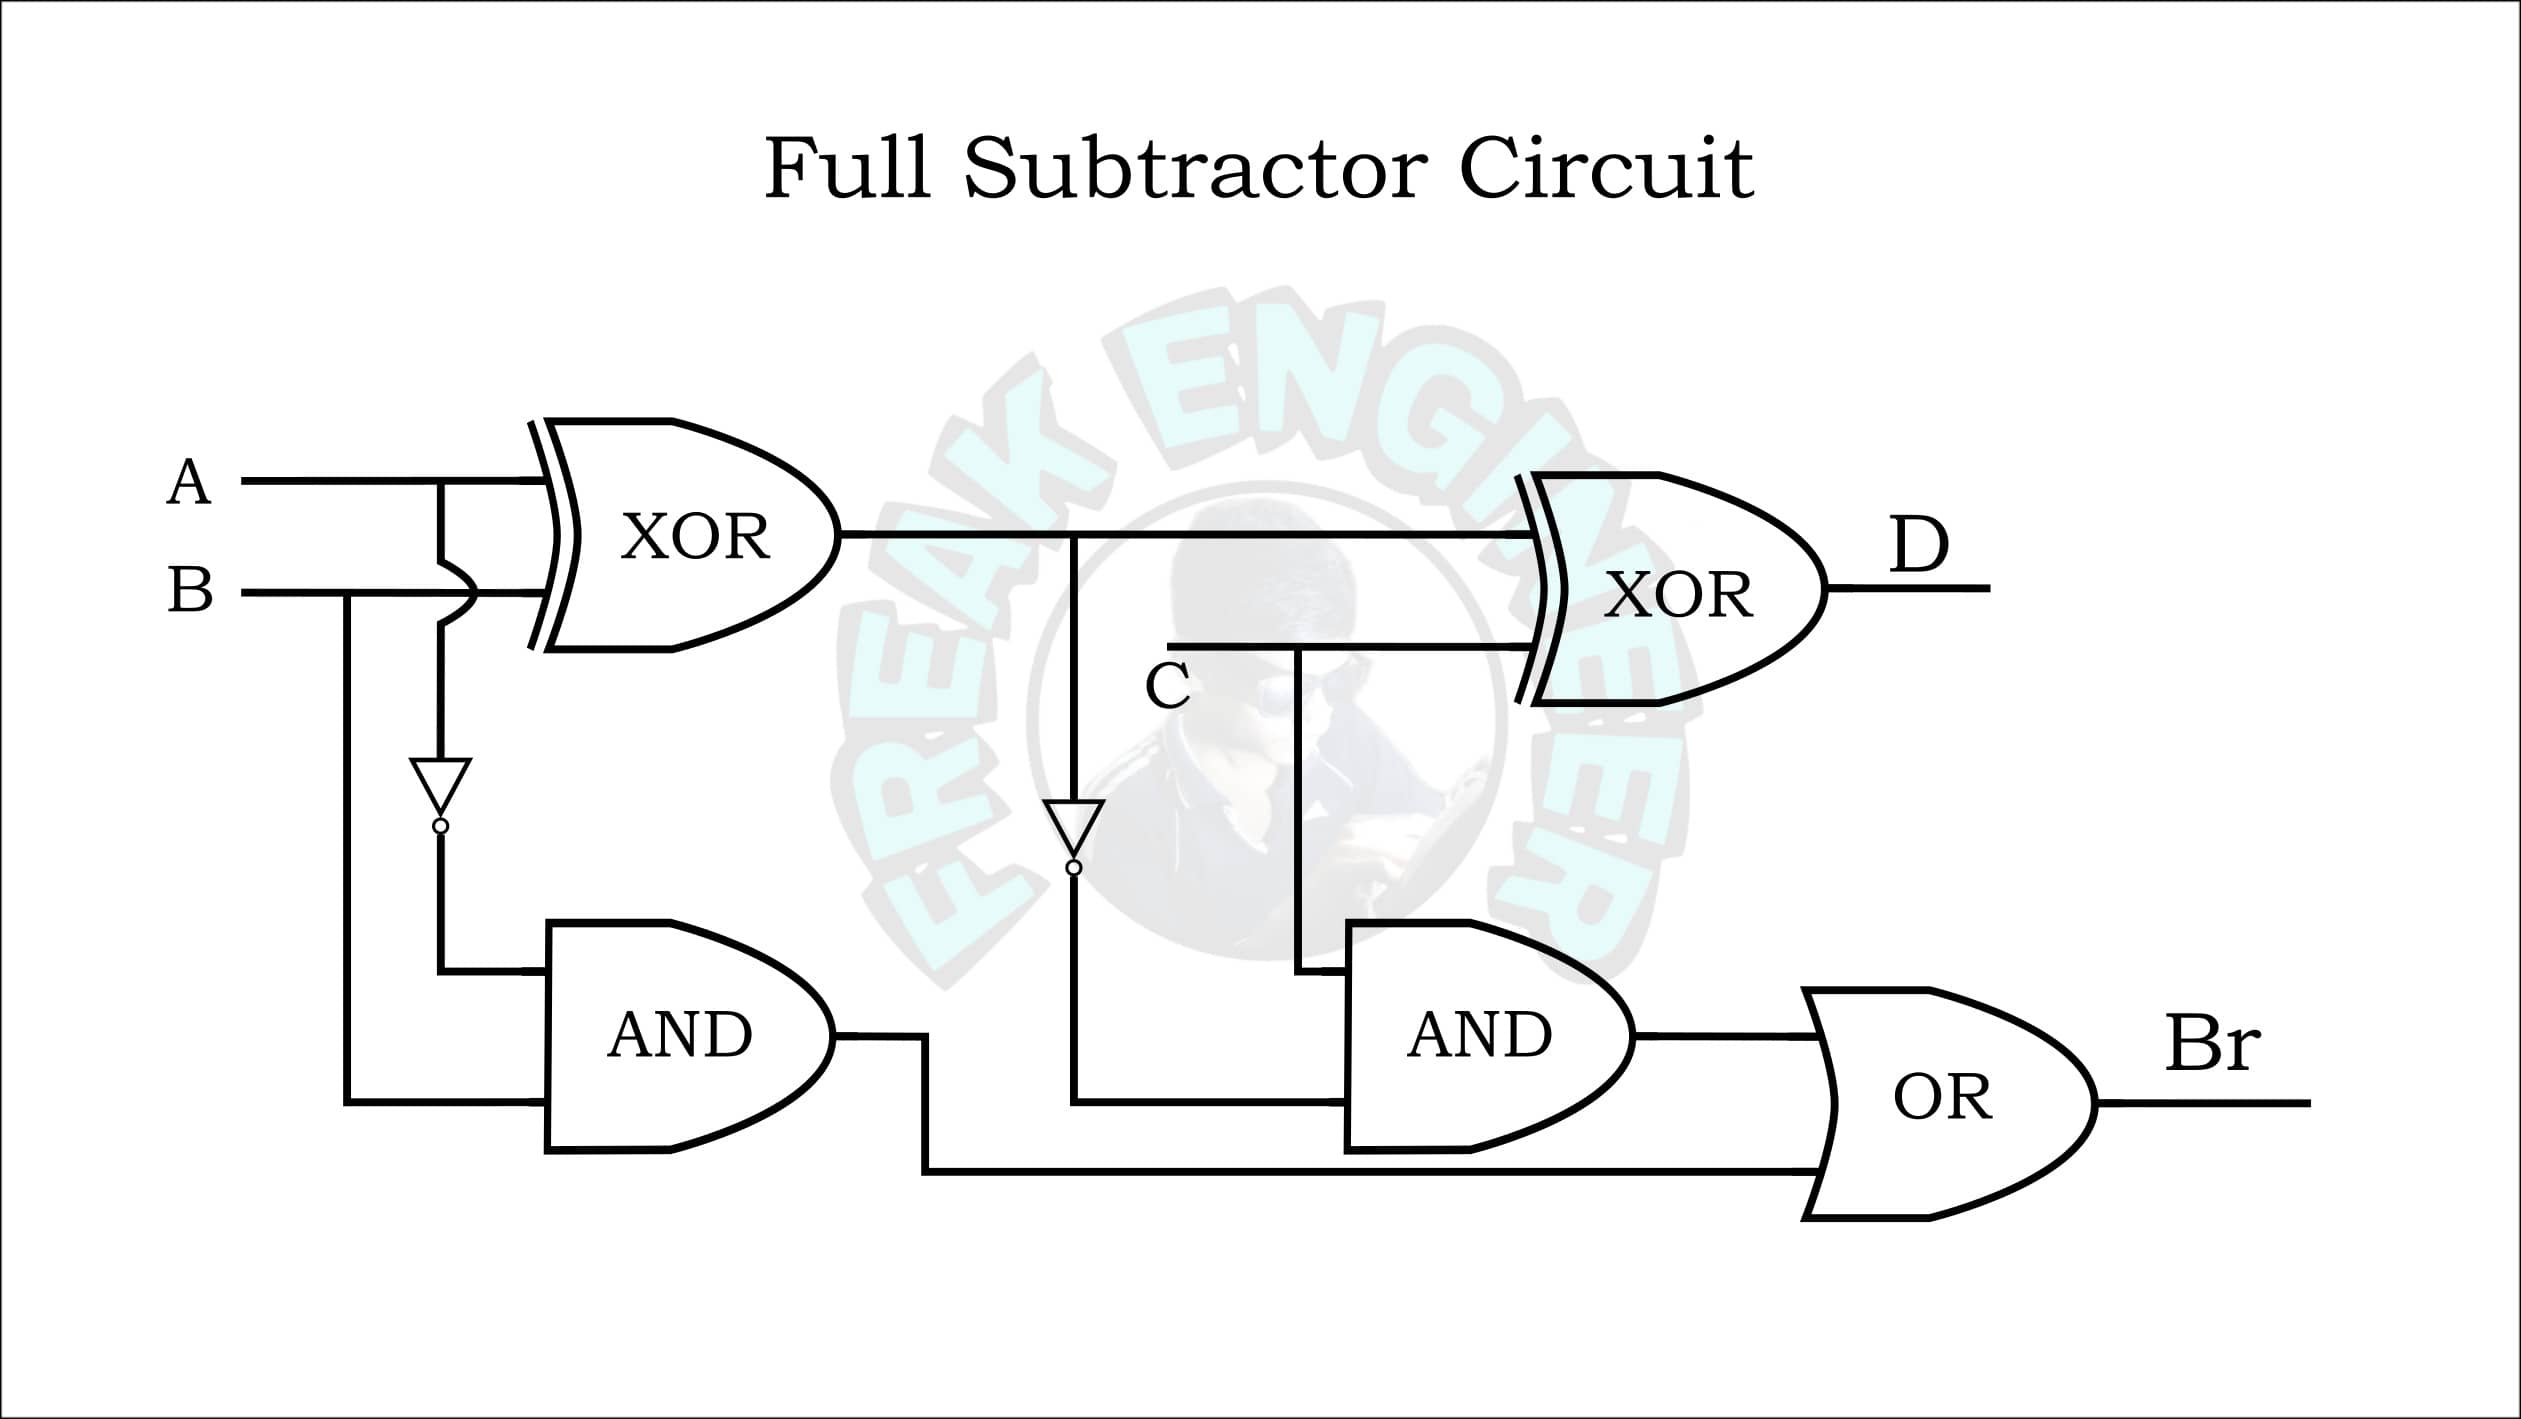 Full Subtractor Circuit
FREAK ENGINEER
A
XOR
B
D
XOR
C
AND
AND
Br
OR